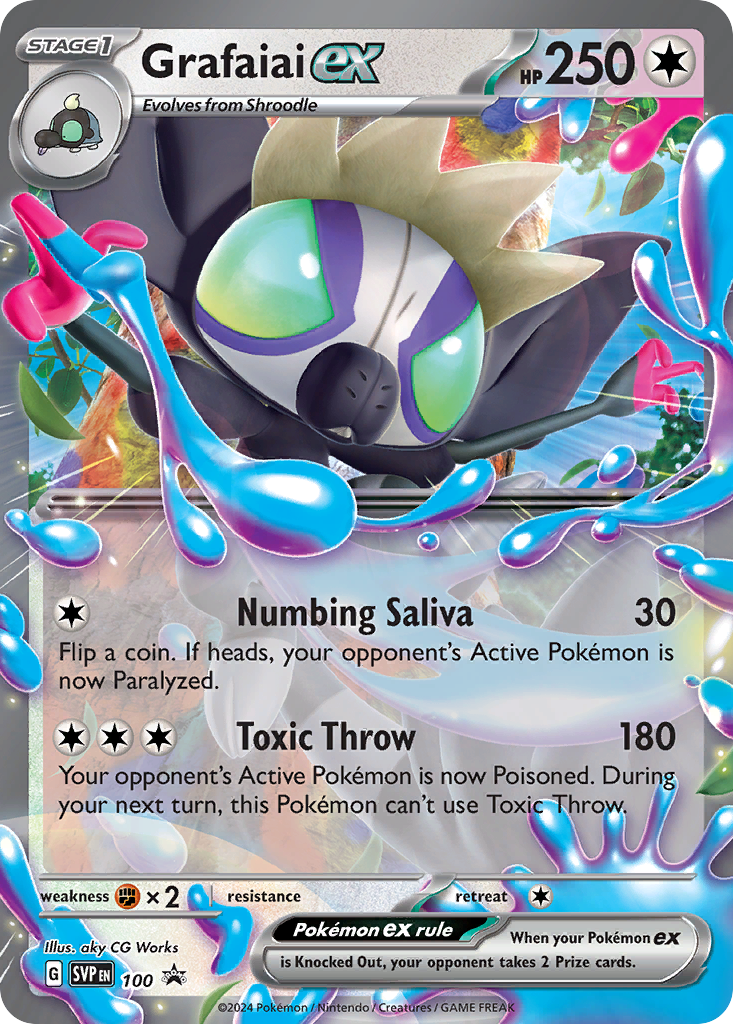 STAGE 1
Grafaiai ex
HP 250
Evolves from Shroodle
Numbing Saliva 30
Flip a coin. If heads, your opponent's Active Pokémon is
now Paralyzed.
Toxic Throw 180
Your opponent's Active Pokémon is now Poisoned. During
your next turn, this Pokémon can't use Toxic Throw.
weakness ×2 resistance retreat
Illus. aky CG Works
Pokémon ex rule
When your Pokémon ex
is Knocked Out, your opponent takes 2 Prize cards.
G SVP EN 100
©2024 Pokémon / Nintendo / Creatures / GAME FREAK